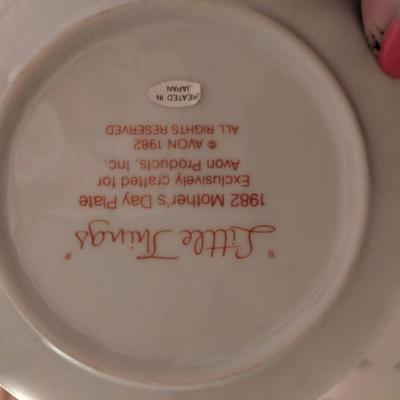 "Little Things"
1982 Mother's Day Plate
Exclusively crafted for
Avon Products, Inc.
© AVON 1982
ALL RIGHTS RESERVED
CREATED IN
JAPAN